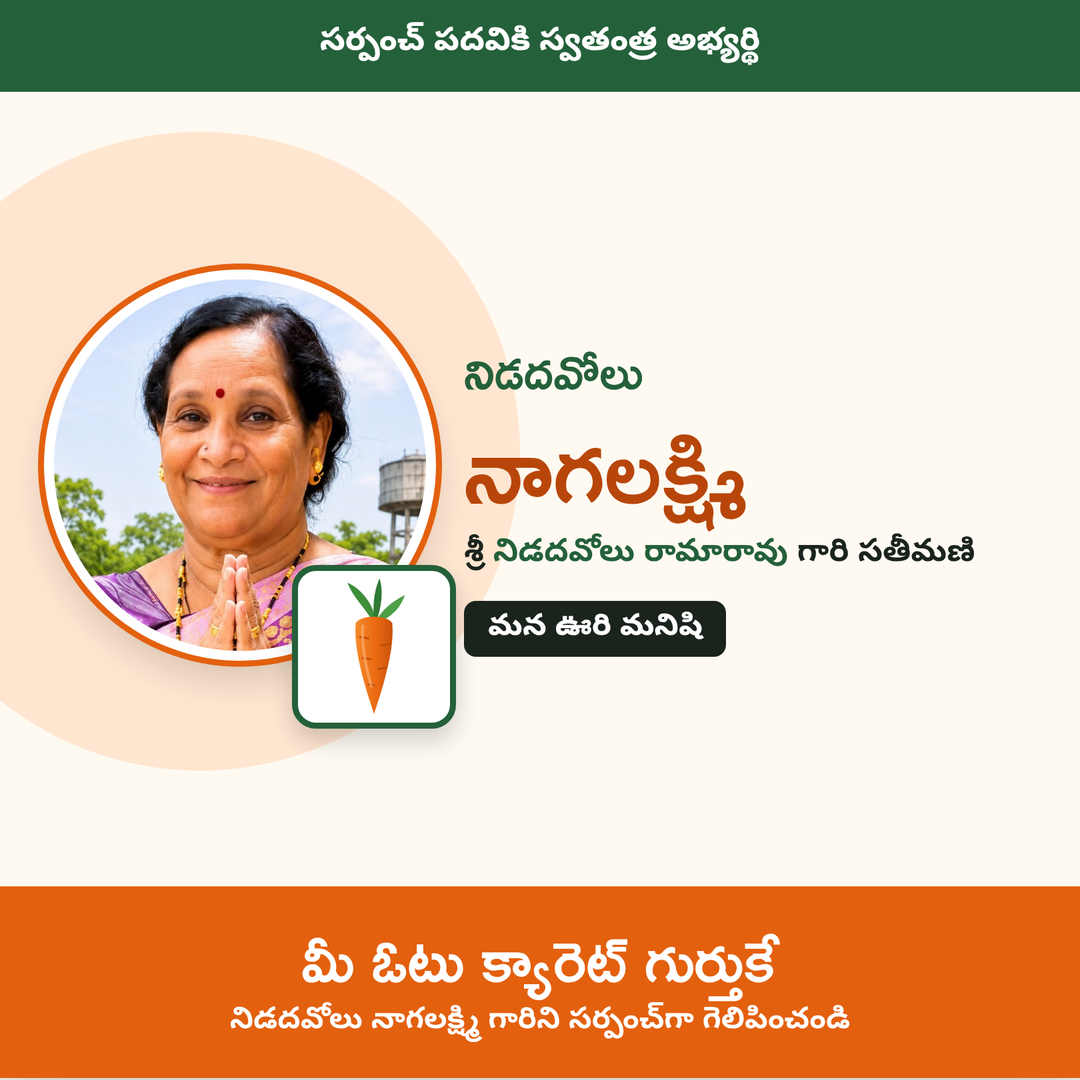 సర్పంచ్ పదవికి స్వతంత్ర అభ్యర్థి
నిడదవోలు
నాగలక్ష్మి
శ్రీ నిడదవోలు రామారావు గారి సతీమణి
మన ఊరి మనిషి
మీ ఓటు క్యారెట్ గుర్తుకే
నిడదవోలు నాగలక్ష్మి గారిని సర్పంచ్‌గా గెలిపించండి